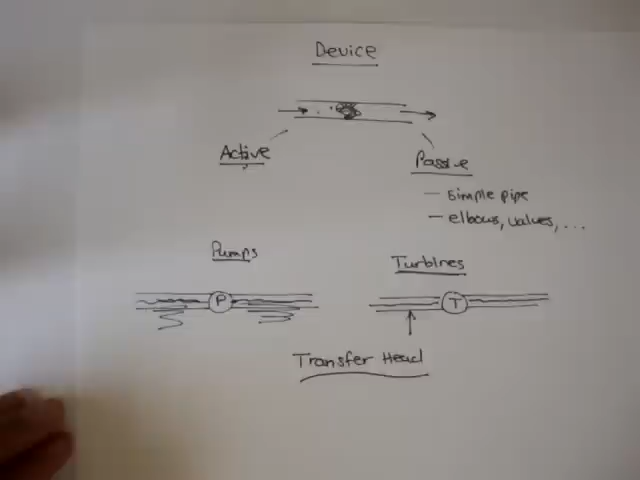 Device
Active
Passive
- simple pipe
- elbows, valves, ...
Pumps
Turbines
P
T
Transfer Head